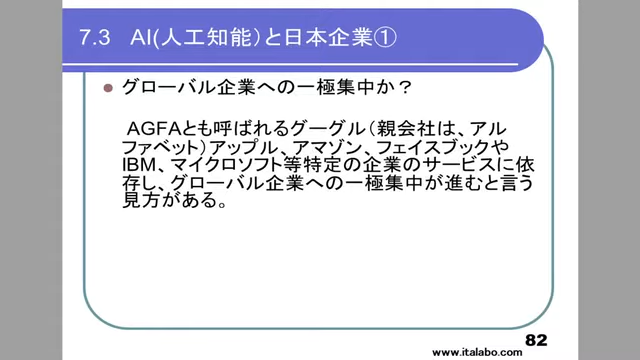 7.3 AI(人工知能)と日本企業①
●グローバル企業への一極集中か?
AGFAとも呼ばれるグーグル(親会社は、アル
ファベット)アップル、アマゾン、フェイスブックや
IBM、マイクロソフト等特定の企業のサービスに依
存し、グローバル企業への一極集中が進むと言う
見方がある。
82
www.italabo.com